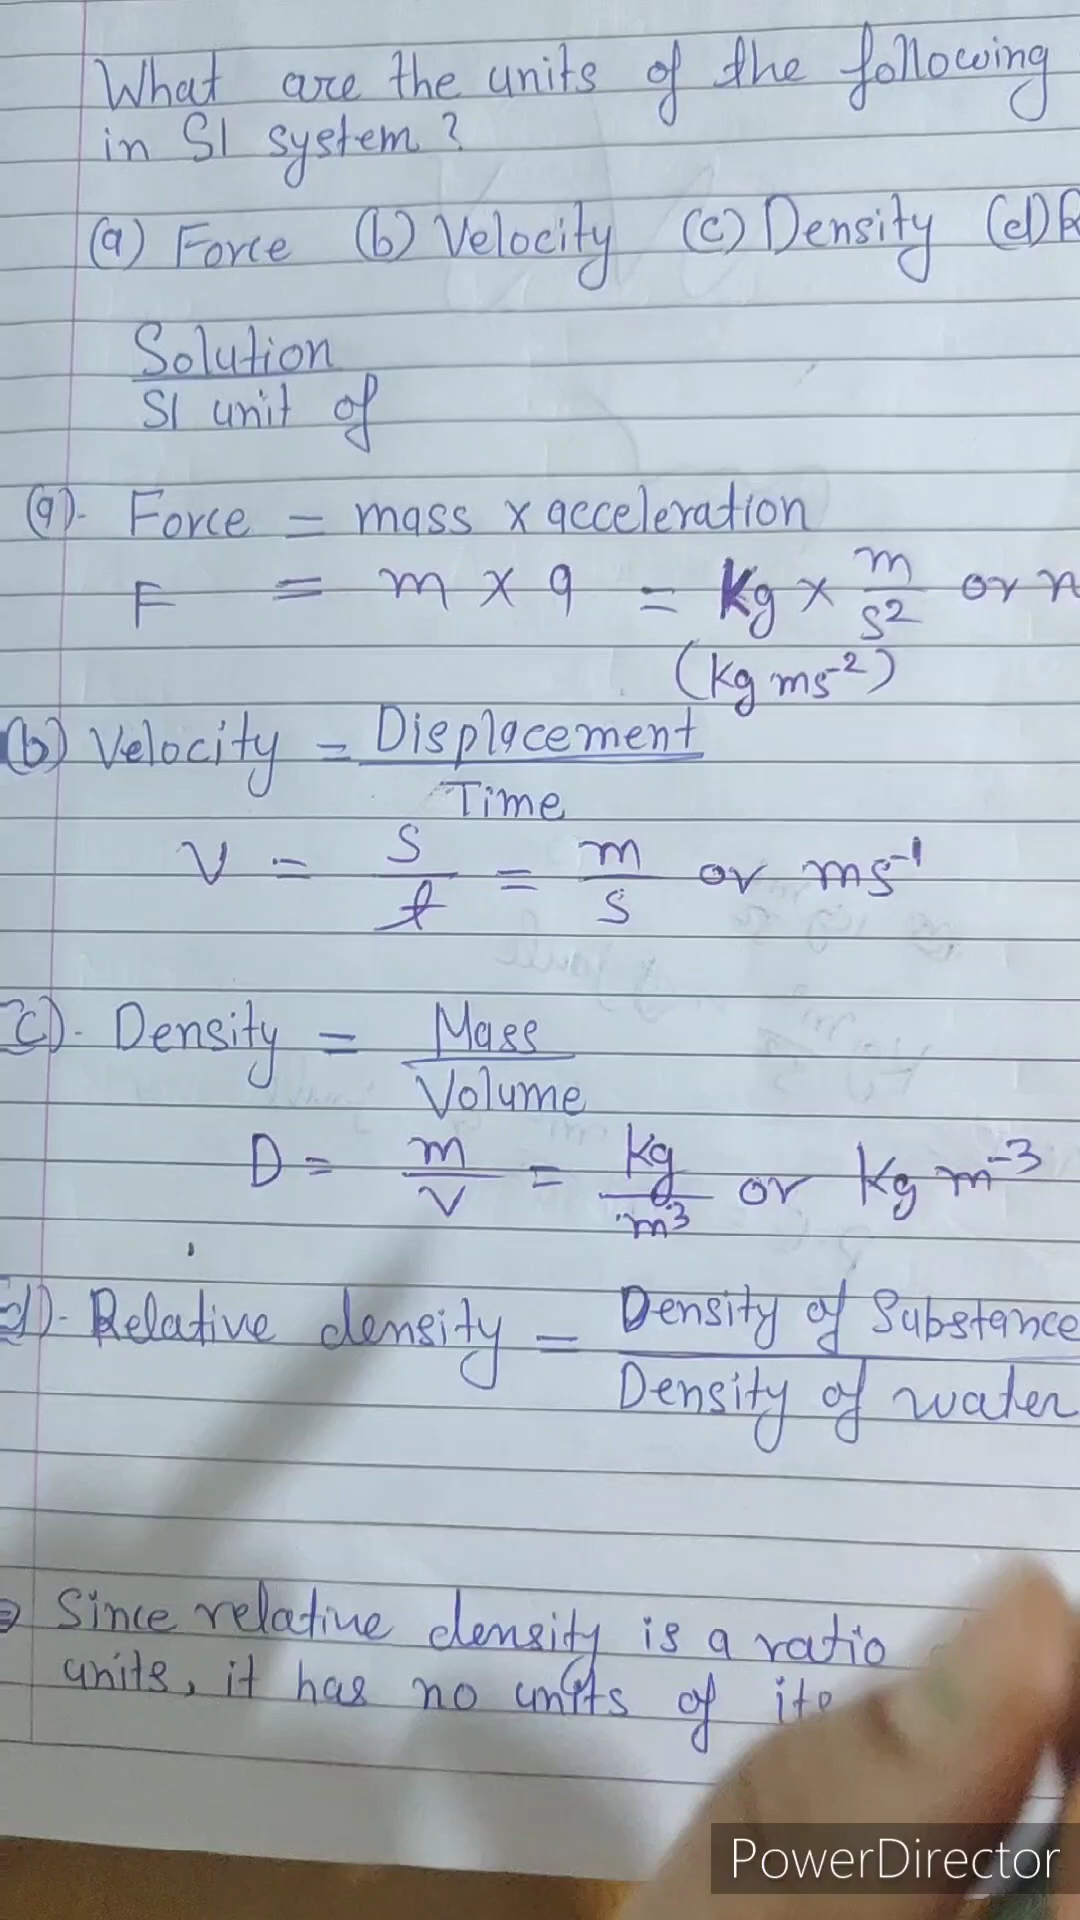 What are the units of the following
in SI system?
(a) Force (b) Velocity (c) Density (d) R
Solution
SI unit of
(a). Force = mass x acceleration
F = m x a = Kg x m/s² or n
(kg ms⁻²)
(b) Velocity = Displacement
Time
V = s/t = m/s or ms⁻¹
(c). Density = Mass
Volume
D = m/v = kg/m³ or Kg m⁻³
d). Relative density = Density of Substance
Density of water
Since relative density is a ratio
units, it has no units of its
PowerDirector